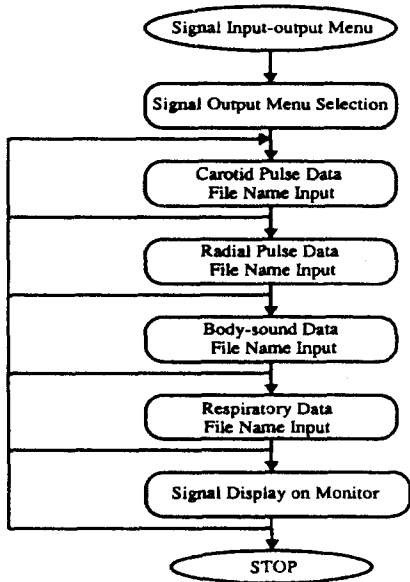 Signal Input-output Menu
Signal Output Menu Selection
Carotid Pulse Data
File Name Input
Radial Pulse Data
File Name Input
Body-sound Data
File Name Input
Respiratory Data
File Name Input
Signal Display on Monitor
STOP